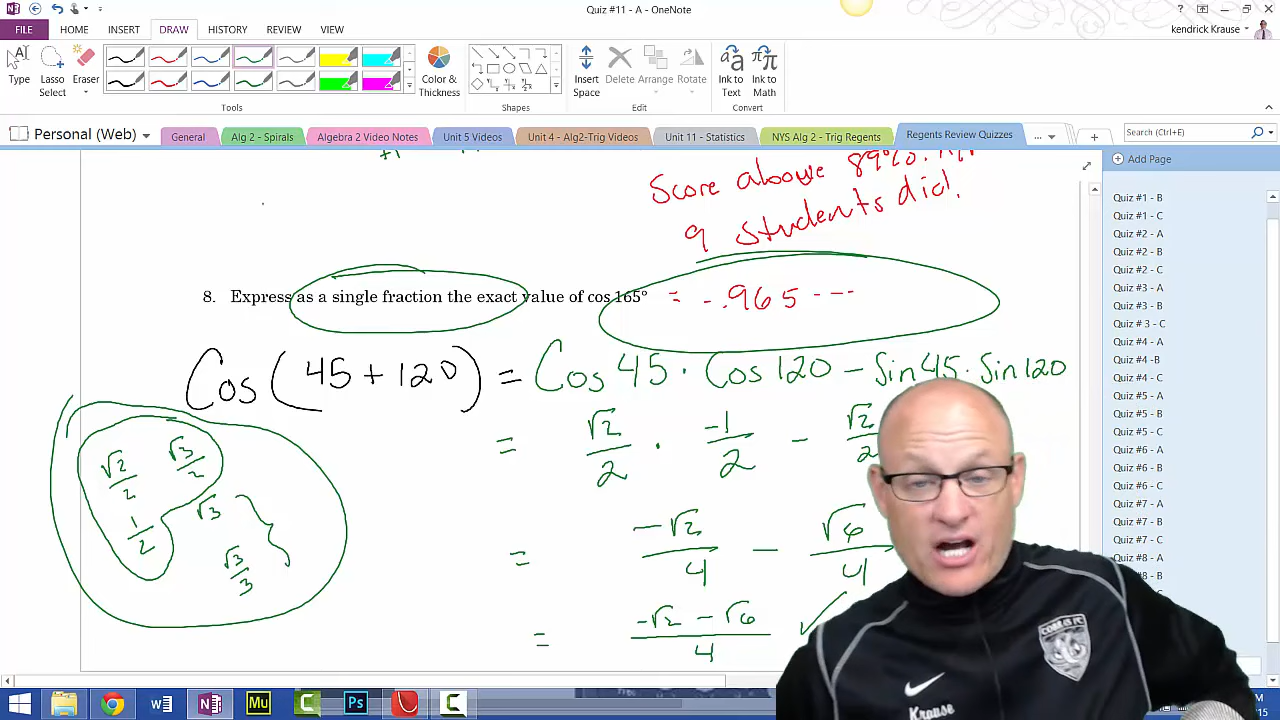 Quiz #11 - A - OneNote
FILE HOME INSERT DRAW HISTORY REVIEW VIEW
kendrick Krause
Type
Lasso Select
Eraser
Color & Thickness
Insert Space
Delete
Arrange
Rotate
Ink to Text
Ink to Math
Tools
Shapes
Edit
Convert
Personal (Web)
General
Alg 2 - Spirals
Algebra 2 Video Notes
Unit 5 Videos
Unit 4 - Alg2-Trig Videos
Unit 11 - Statistics
NYS Alg 2 - Trig Regents
Regents Review Quizzes
Search (Ctrl+E)
Add Page
Quiz #1 - B
Quiz #1 - C
Quiz #2 - A
Quiz #2 - B
Quiz #2 - C
Quiz #3 - A
Quiz #3 - B
Quiz # 3 - C
Quiz #4 - A
Quiz #4 -B
Quiz #4 - C
Quiz #5 - A
Quiz #5 - B
Quiz #5 - C
Quiz #6 - A
Quiz #6 - B
Quiz #6 - C
Quiz #7 - A
Quiz #7 - B
Quiz #7 - C
Quiz #8 - A
Score above 89%.
9 students did.
8. Express as a single fraction the exact value of cos 165° = -.965---
Cos(45+120) = Cos 45 · Cos 120 - Sin 45 · Sin 120
= √2/2 · -1/2 - √2/2
= -√2/4 - √6/4
= -√2 - √6/4
√2/2 √3/2
1/2 √3
√3/3
Krause